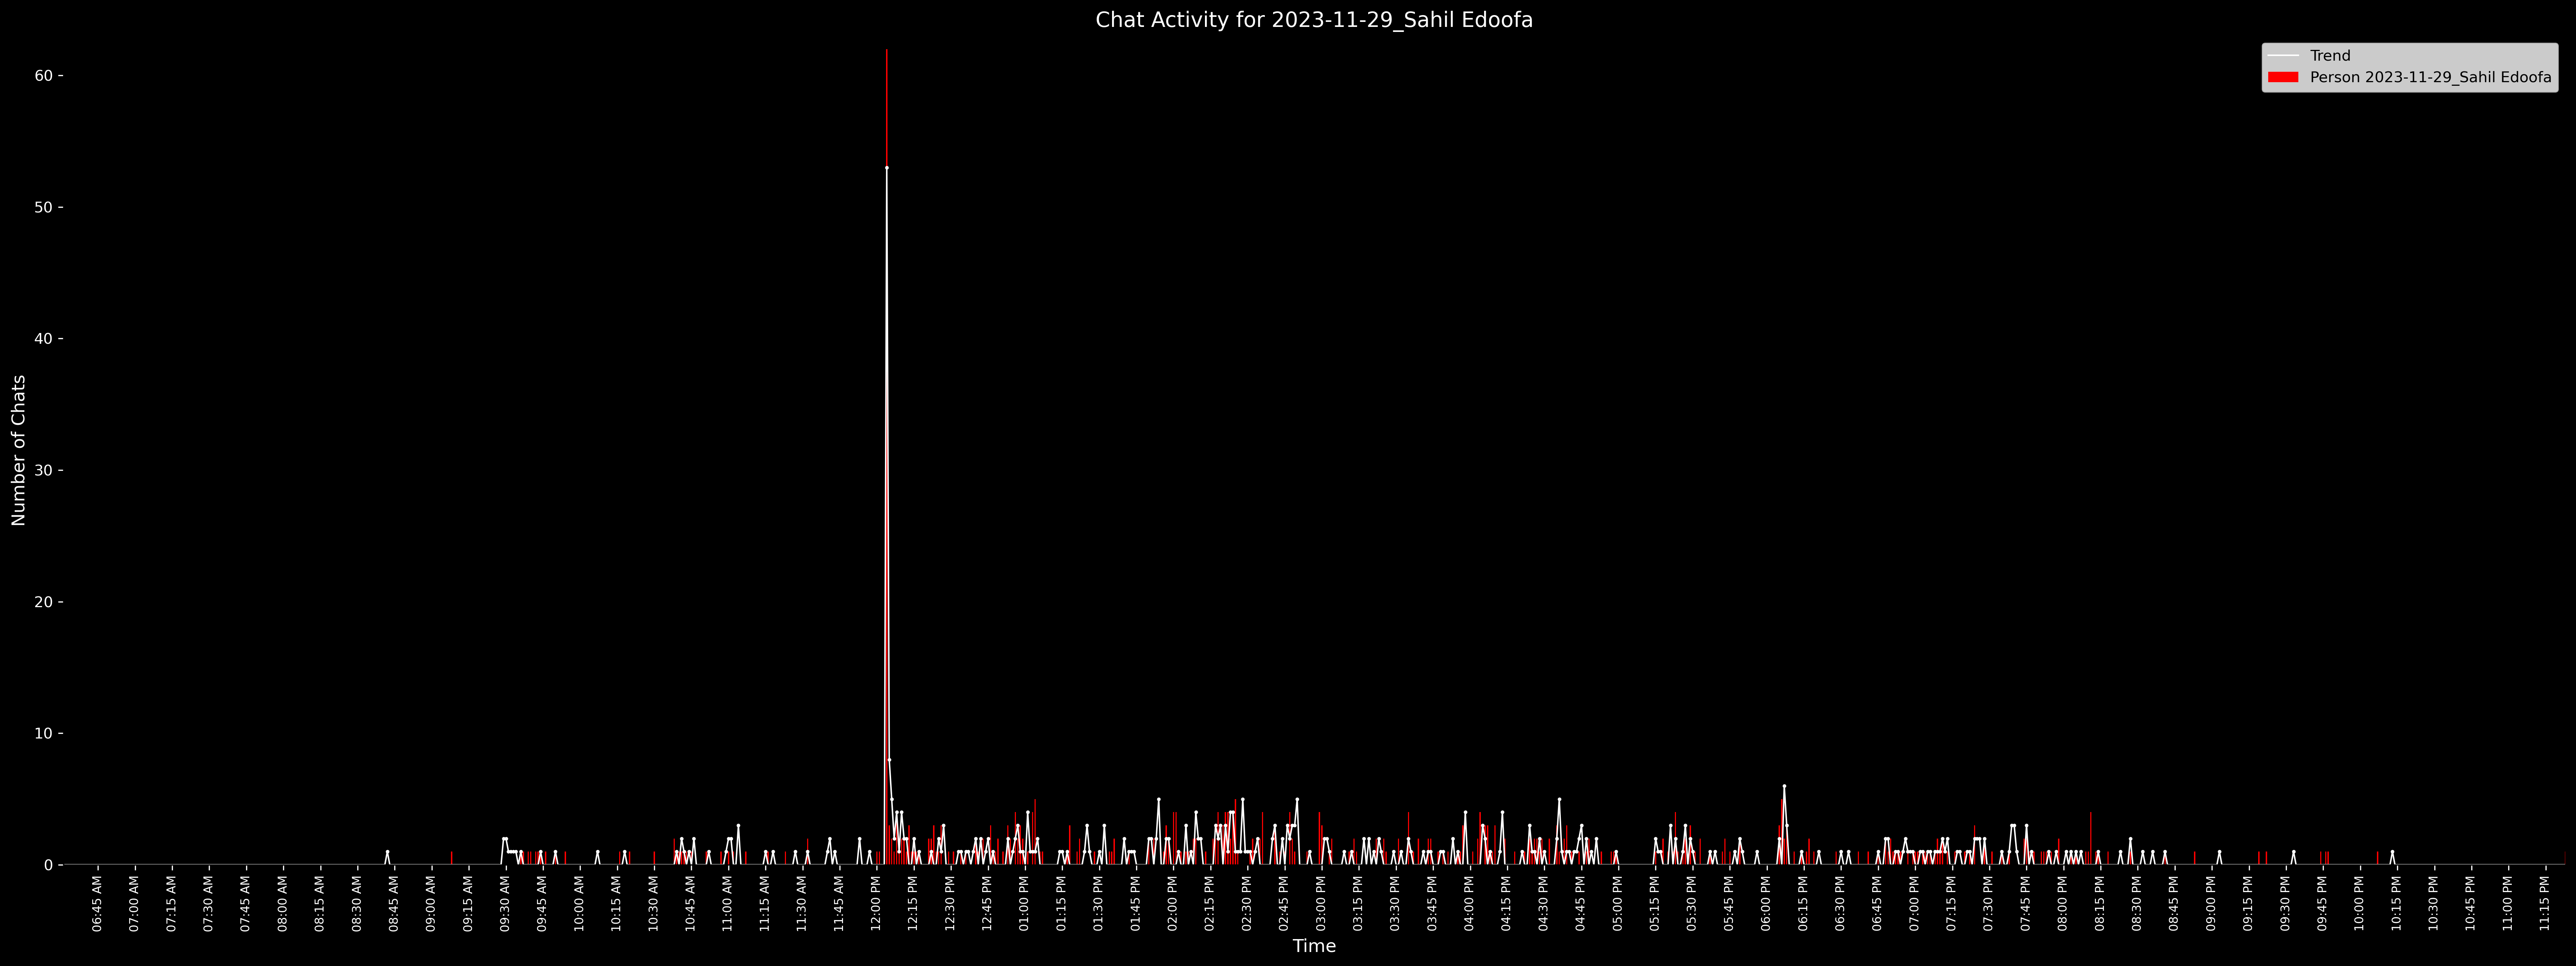 Chat Activity for 2023-11-29_Sahil Edoofa
Trend
Person 2023-11-29_Sahil Edoofa
Number of Chats
60
50
40
30
20
10
0
06:45 AM
07:00 AM
07:15 AM
07:30 AM
07:45 AM
08:00 AM
08:15 AM
08:30 AM
08:45 AM
09:00 AM
09:15 AM
09:30 AM
09:45 AM
10:00 AM
10:15 AM
10:30 AM
10:45 AM
11:00 AM
11:15 AM
11:30 AM
11:45 AM
12:00 PM
12:15 PM
12:30 PM
12:45 PM
01:00 PM
01:15 PM
01:30 PM
01:45 PM
02:00 PM
02:15 PM
02:30 PM
02:45 PM
03:00 PM
03:15 PM
03:30 PM
03:45 PM
04:00 PM
04:15 PM
04:30 PM
04:45 PM
05:00 PM
05:15 PM
05:30 PM
05:45 PM
06:00 PM
06:15 PM
06:30 PM
06:45 PM
07:00 PM
07:15 PM
07:30 PM
07:45 PM
08:00 PM
08:15 PM
08:30 PM
08:45 PM
09:00 PM
09:15 PM
09:30 PM
09:45 PM
10:00 PM
10:15 PM
10:30 PM
10:45 PM
11:00 PM
11:15 PM
Time